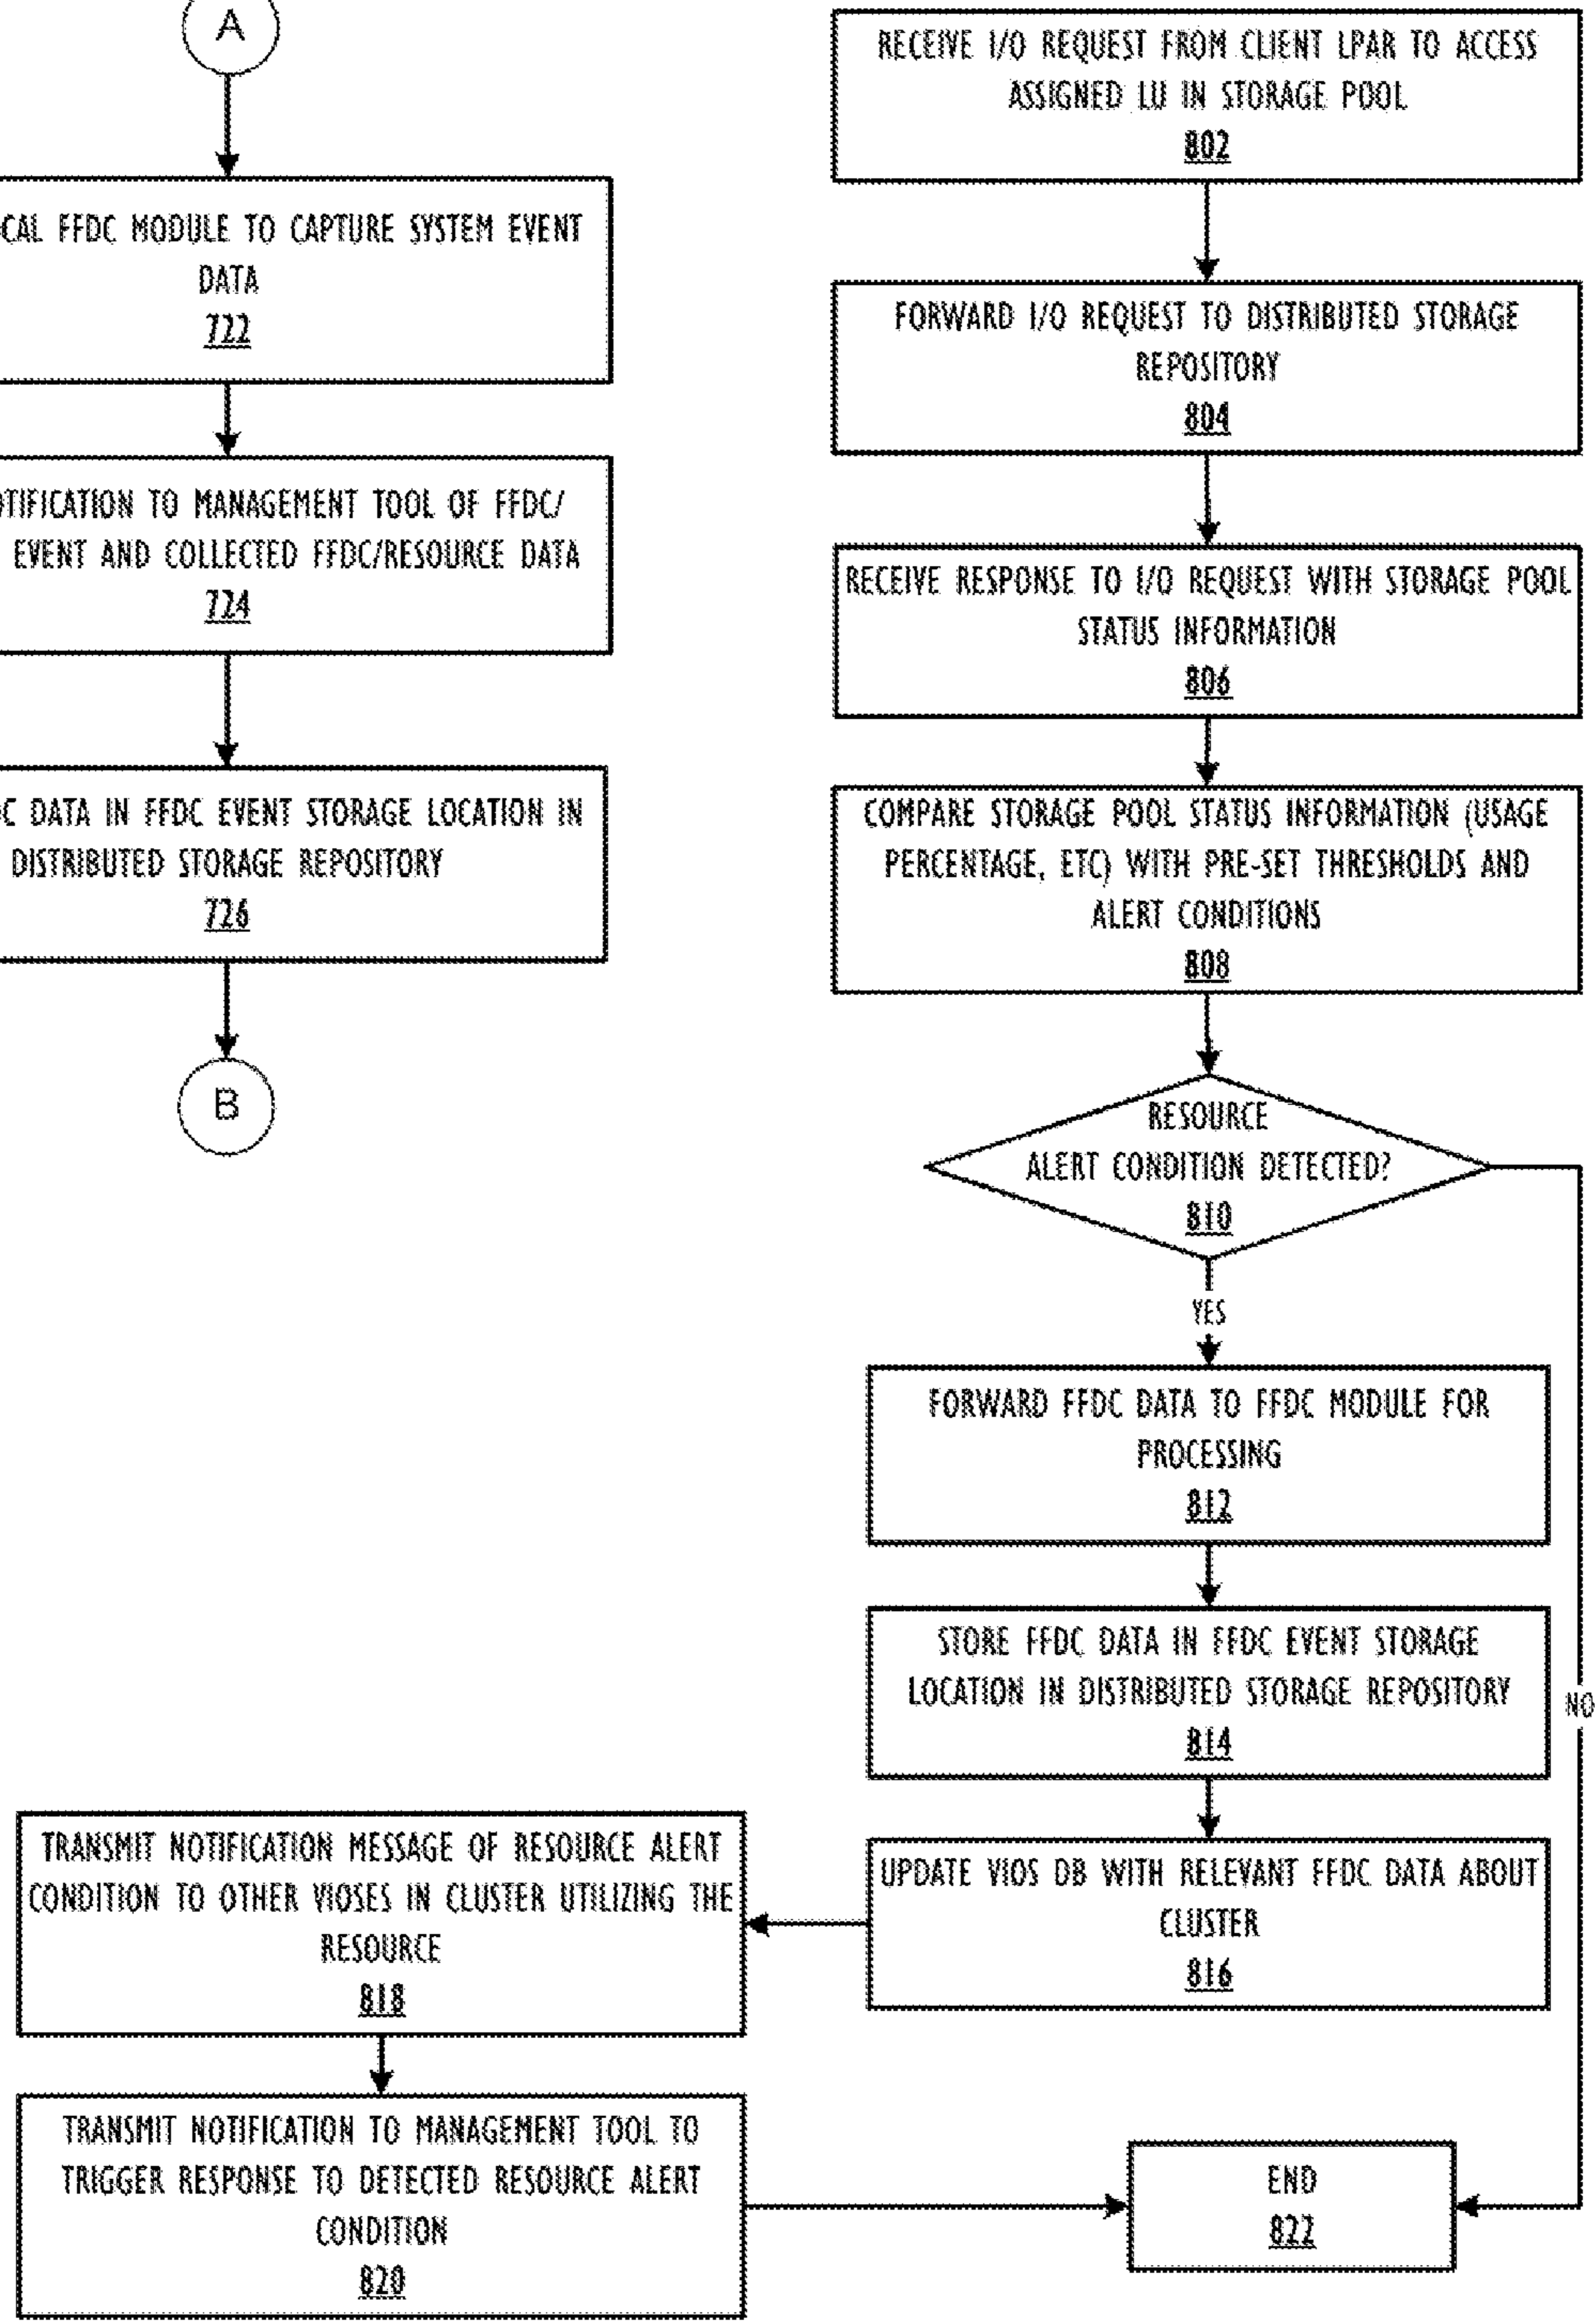 A
FFDC MODULE TO CAPTURE SYSTEM EVENT
DATA
722
TO MANAGEMENT TOOL OF FFDC/
EVENT AND COLLECTED FFDC/RESOURCE DATA
724
DATA IN FFDC EVENT STORAGE LOCATION IN
DISTRIBUTED STORAGE REPOSITORY
726
B
RECEIVE I/O REQUEST FROM CLIENT LPAR TO ACCESS
ASSIGNED LU IN STORAGE POOL
802
FORWARD I/O REQUEST TO DISTRIBUTED STORAGE
REPOSITORY
804
RECEIVE RESPONSE TO I/O REQUEST WITH STORAGE POOL
STATUS INFORMATION
806
COMPARE STORAGE POOL STATUS INFORMATION (USAGE
PERCENTAGE, ETC) WITH PRE-SET THRESHOLDS AND
ALERT CONDITIONS
808
RESOURCE
ALERT CONDITION DETECTED?
810
YES
FORWARD FFDC DATA TO FFDC MODULE FOR
PROCESSING
812
STORE FFDC DATA IN FFDC EVENT STORAGE
LOCATION IN DISTRIBUTED STORAGE REPOSITORY
814
NO
UPDATE VIOS DB WITH RELEVANT FFDC DATA ABOUT
CLUSTER
816
TRANSMIT NOTIFICATION MESSAGE OF RESOURCE ALERT
CONDITION TO OTHER VIOSES IN CLUSTER UTILIZING THE
RESOURCE
818
TRANSMIT NOTIFICATION TO MANAGEMENT TOOL TO
TRIGGER RESPONSE TO DETECTED RESOURCE ALERT
CONDITION
820
END
822